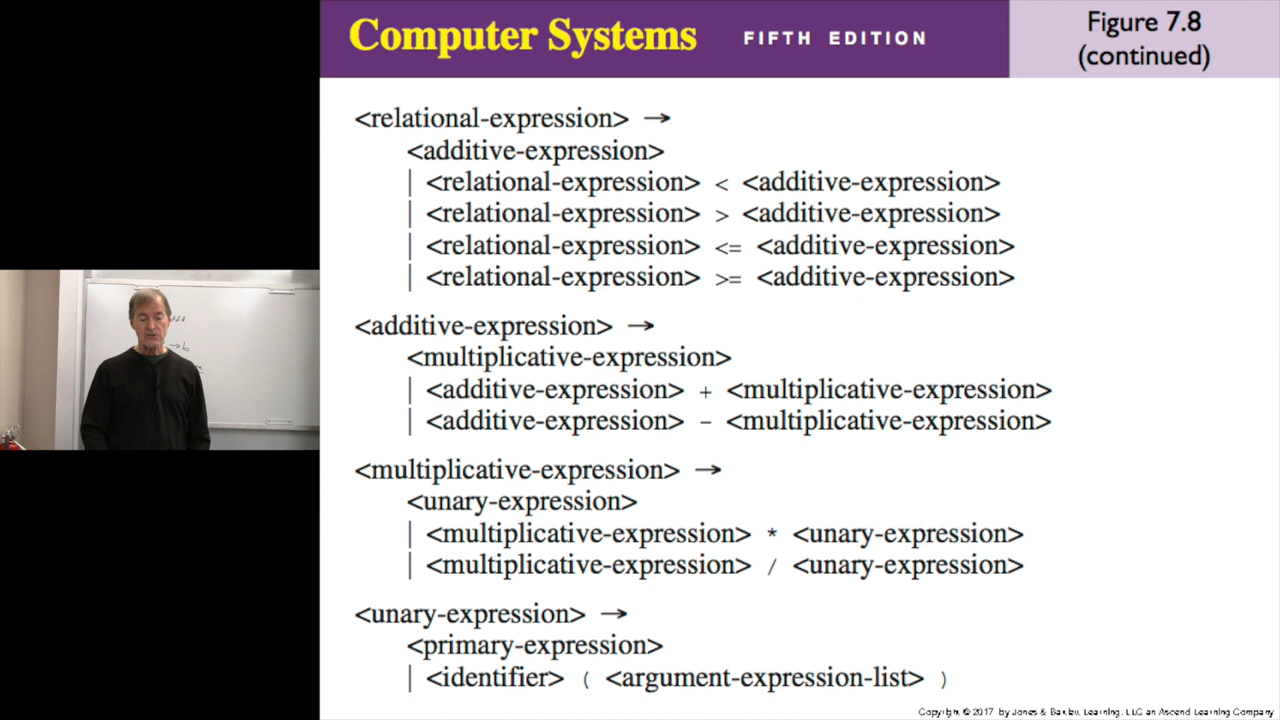 Computer Systems FIFTH EDITION
Figure 7.8
(continued)
<relational-expression> →
<additive-expression>
| <relational-expression> < <additive-expression>
| <relational-expression> > <additive-expression>
| <relational-expression> <= <additive-expression>
| <relational-expression> >= <additive-expression>
<additive-expression> →
<multiplicative-expression>
| <additive-expression> + <multiplicative-expression>
| <additive-expression> - <multiplicative-expression>
<multiplicative-expression> →
<unary-expression>
| <multiplicative-expression> * <unary-expression>
| <multiplicative-expression> / <unary-expression>
<unary-expression> →
<primary-expression>
| <identifier> ( <argument-expression-list> )
Copyright © 2017 by Jones & Bartlett Learning, LLC an Ascend Learning Company